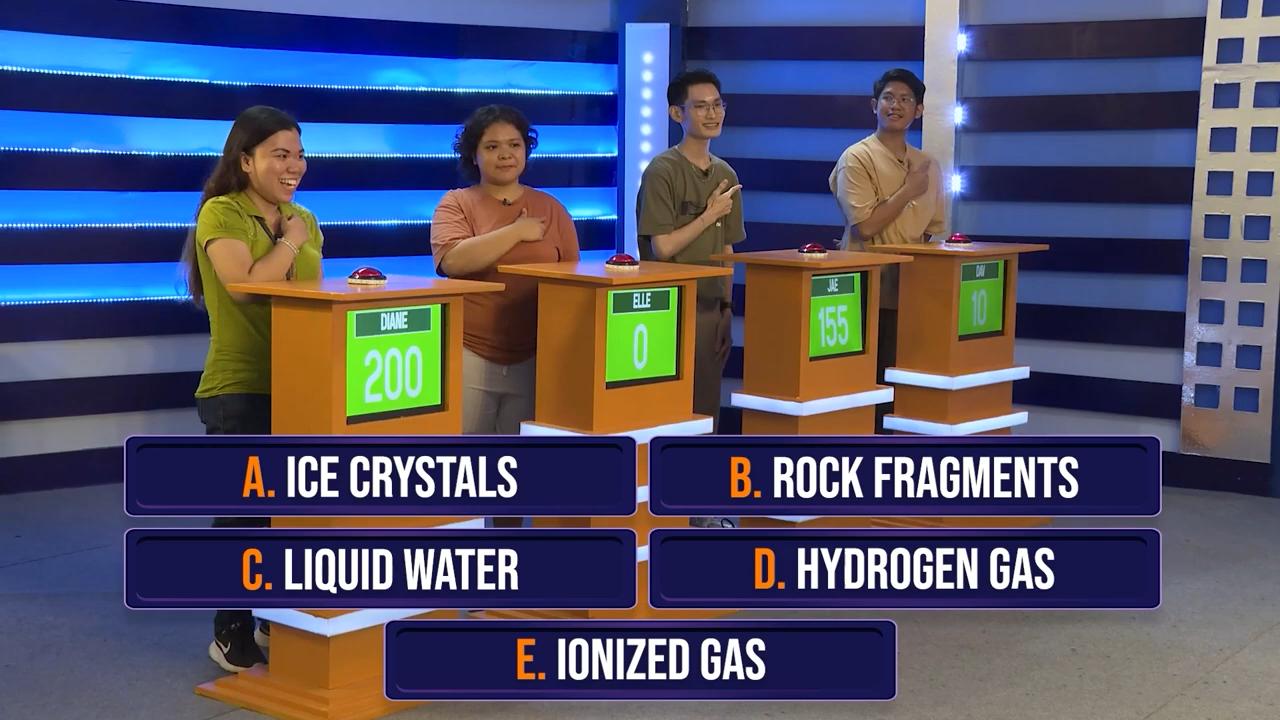 DIANE
200
ELLE
0
JAE
155
DAV
10
A. ICE CRYSTALS
B. ROCK FRAGMENTS
C. LIQUID WATER
D. HYDROGEN GAS
E. IONIZED GAS